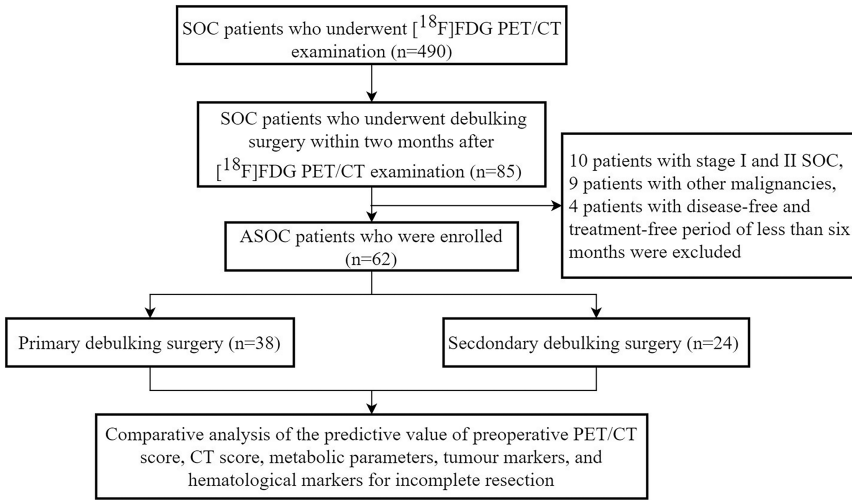 SOC patients who underwent [18F]FDG PET/CT
examination (n=490)
SOC patients who underwent debulking
surgery within two months after
[18F]FDG PET/CT examination (n=85)
10 patients with stage I and II SOC,
9 patients with other malignancies,
4 patients with disease-free and
treatment-free period of less than six
months were excluded
ASOC patients who were enrolled
(n=62)
Primary debulking surgery (n=38)
Secdondary debulking surgery (n=24)
Comparative analysis of the predictive value of preoperative PET/CT
score, CT score, metabolic parameters, tumour markers, and
hematological markers for incomplete resection